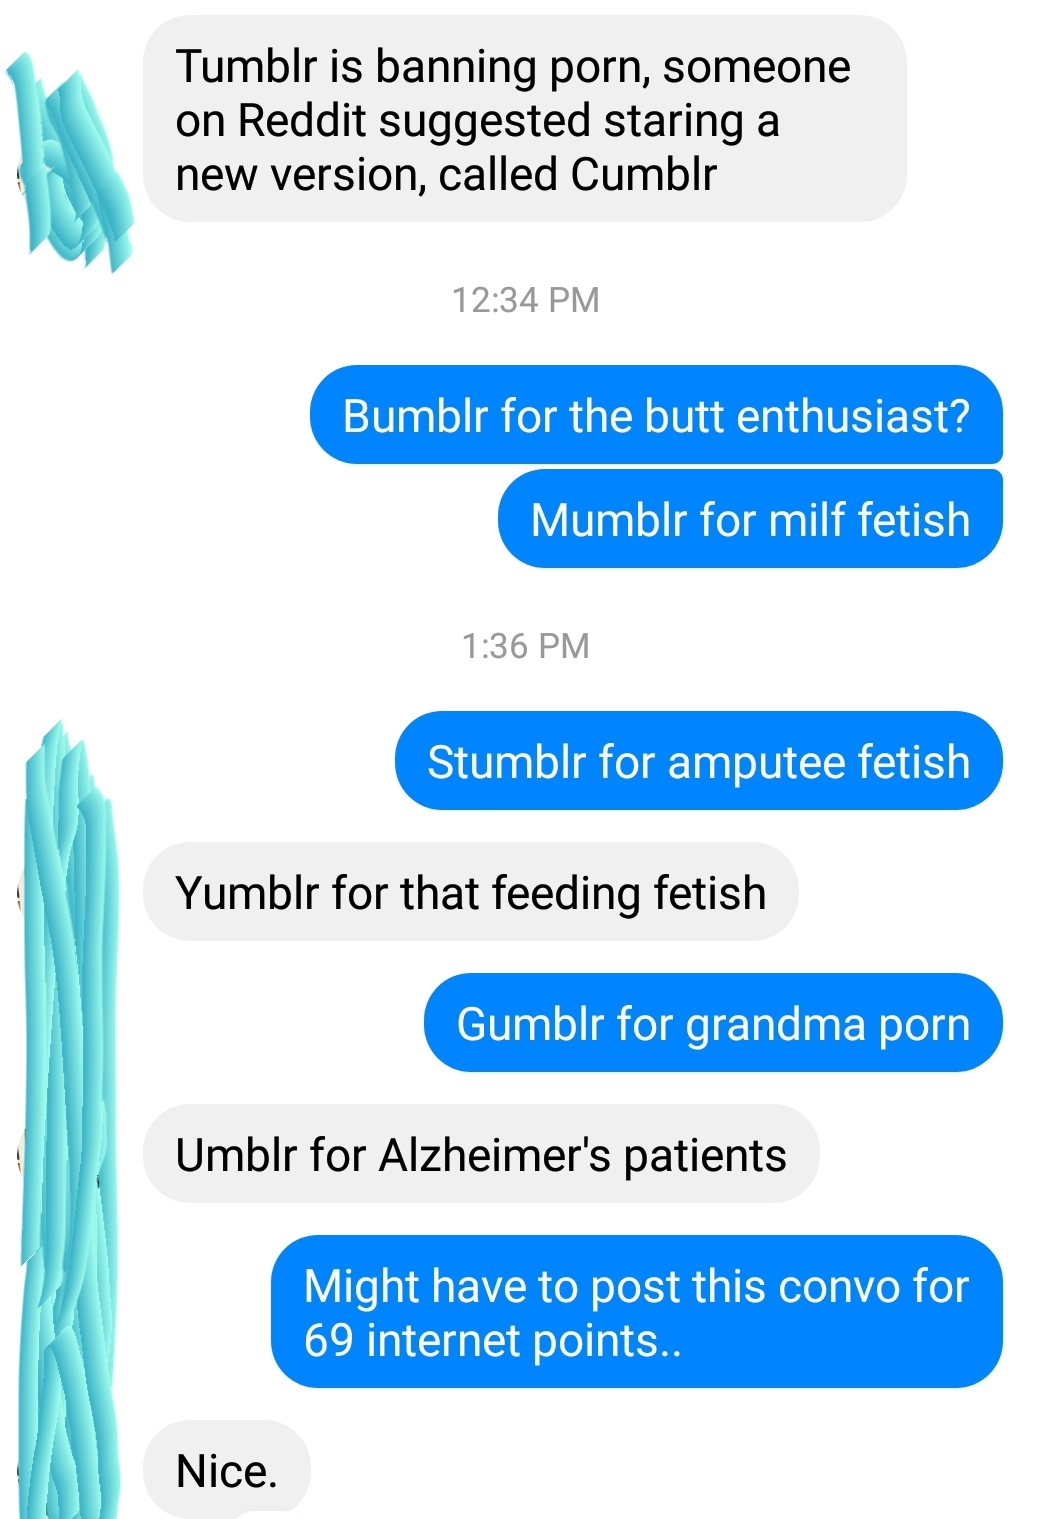 Tumblr is banning porn, someone
on Reddit suggested staring a
new version, called Cumblr
12:34 PM
Bumblr for the butt enthusiast?
Mumblr for milf fetish
1:36 PM
Stumblr for amputee fetish
Yumblr for that feeding fetish
Gumblr for grandma porn
Umblr for Alzheimer's patients
Might have to post this convo for
69 internet points..
Nice.